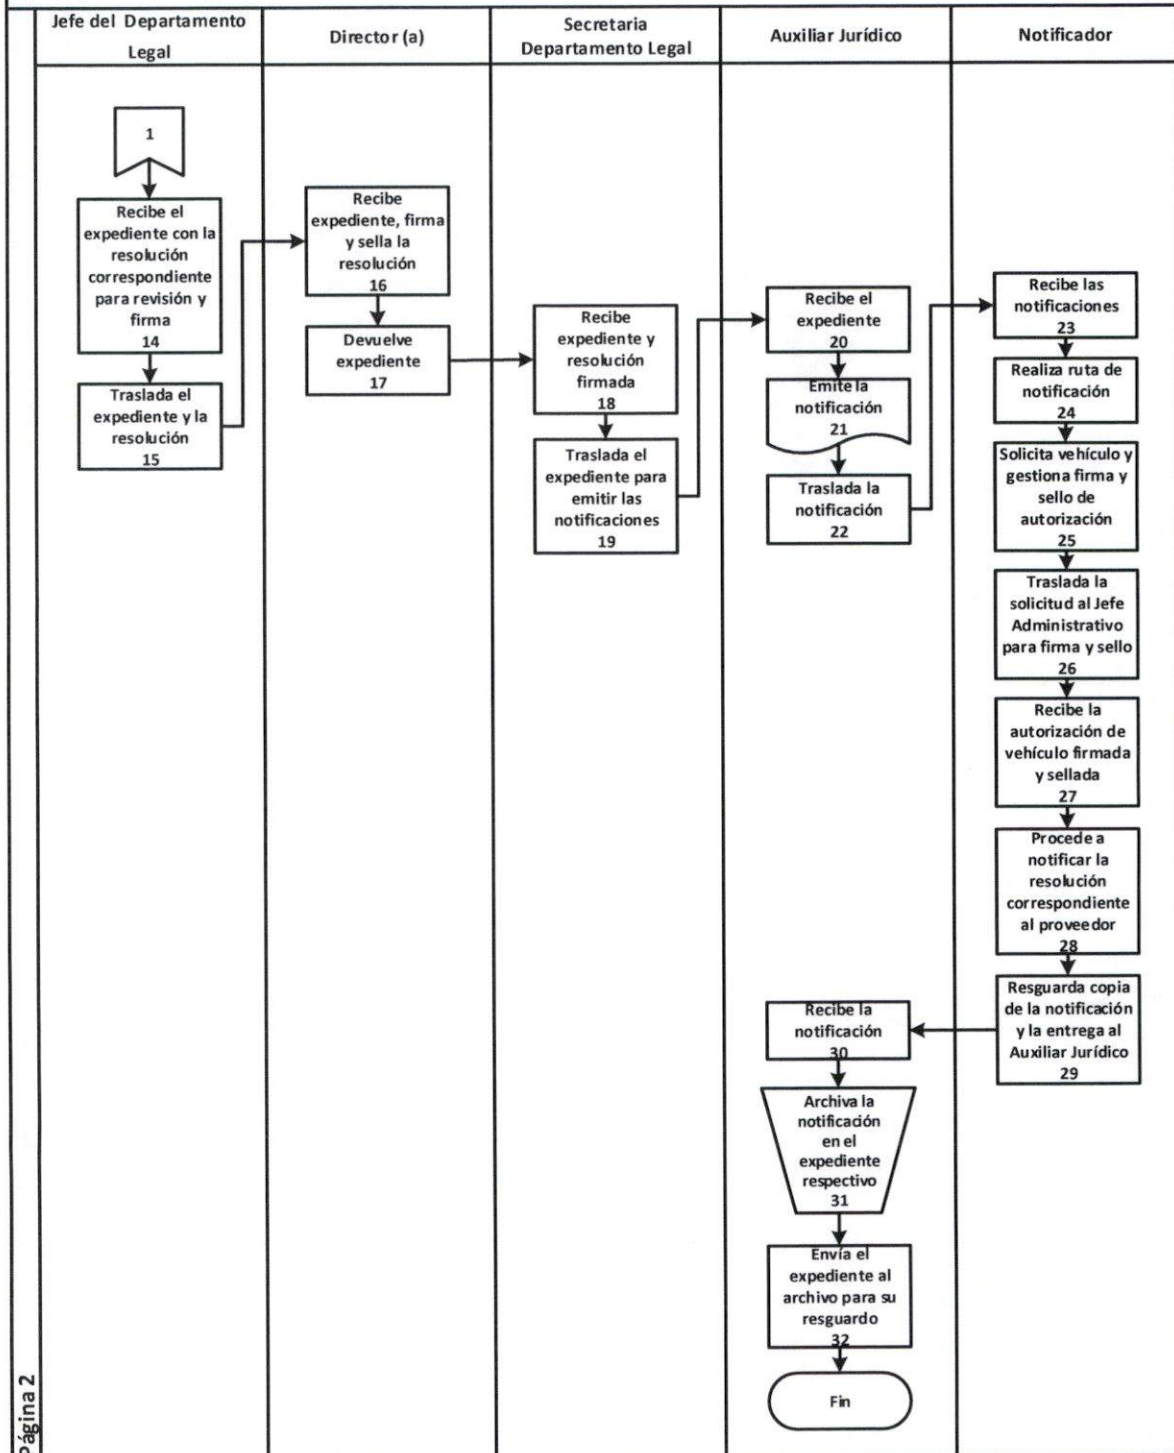 Jefe del Departamento
Legal
Director (a)
Secretaria
Departamento Legal
Auxiliar Jurídico
Notificador
1
Recibe el
expediente con la
resolución
correspondiente
para revisión y
firma
14
Traslada el
expediente y la
resolución
15
Recibe
expediente, firma
y sella la
resolución
16
Devuelve
expediente
17
Recibe
expediente y
resolución
firmada
18
Traslada el
expediente para
emitir las
notificaciones
19
Recibe el
expediente
20
Emite la
notificación
21
Traslada la
notificación
22
Recibe las
notificaciones
23
Realiza ruta de
notificación
24
Solicita vehículo y
gestiona firma y
sello de
autorización
25
Traslada la
solicitud al Jefe
Administrativo
para firma y sello
26
Recibe la
autorización de
vehículo firmada
y sellada
27
Procede a
notificar la
resolución
correspondiente
al proveedor
28
Resguarda copia
de la notificación
y la entrega al
Auxiliar Jurídico
29
Recibe la
notificación
30
Archiva la
notificación
en el
expediente
respectivo
31
Envía el
expediente al
archivo para su
resguardo
32
Fin
Página 2